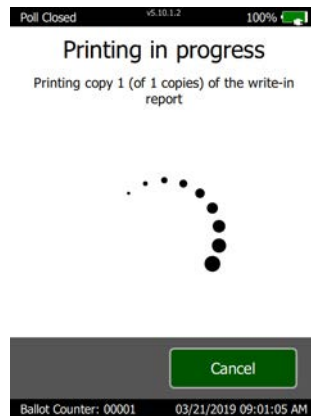 Poll Closed v5.10.1.2 100%
Printing in progress
Printing copy 1 (of 1 copies) of the write-in
report
Cancel
Ballot Counter: 00001 03/21/2019 09:01:05 AM